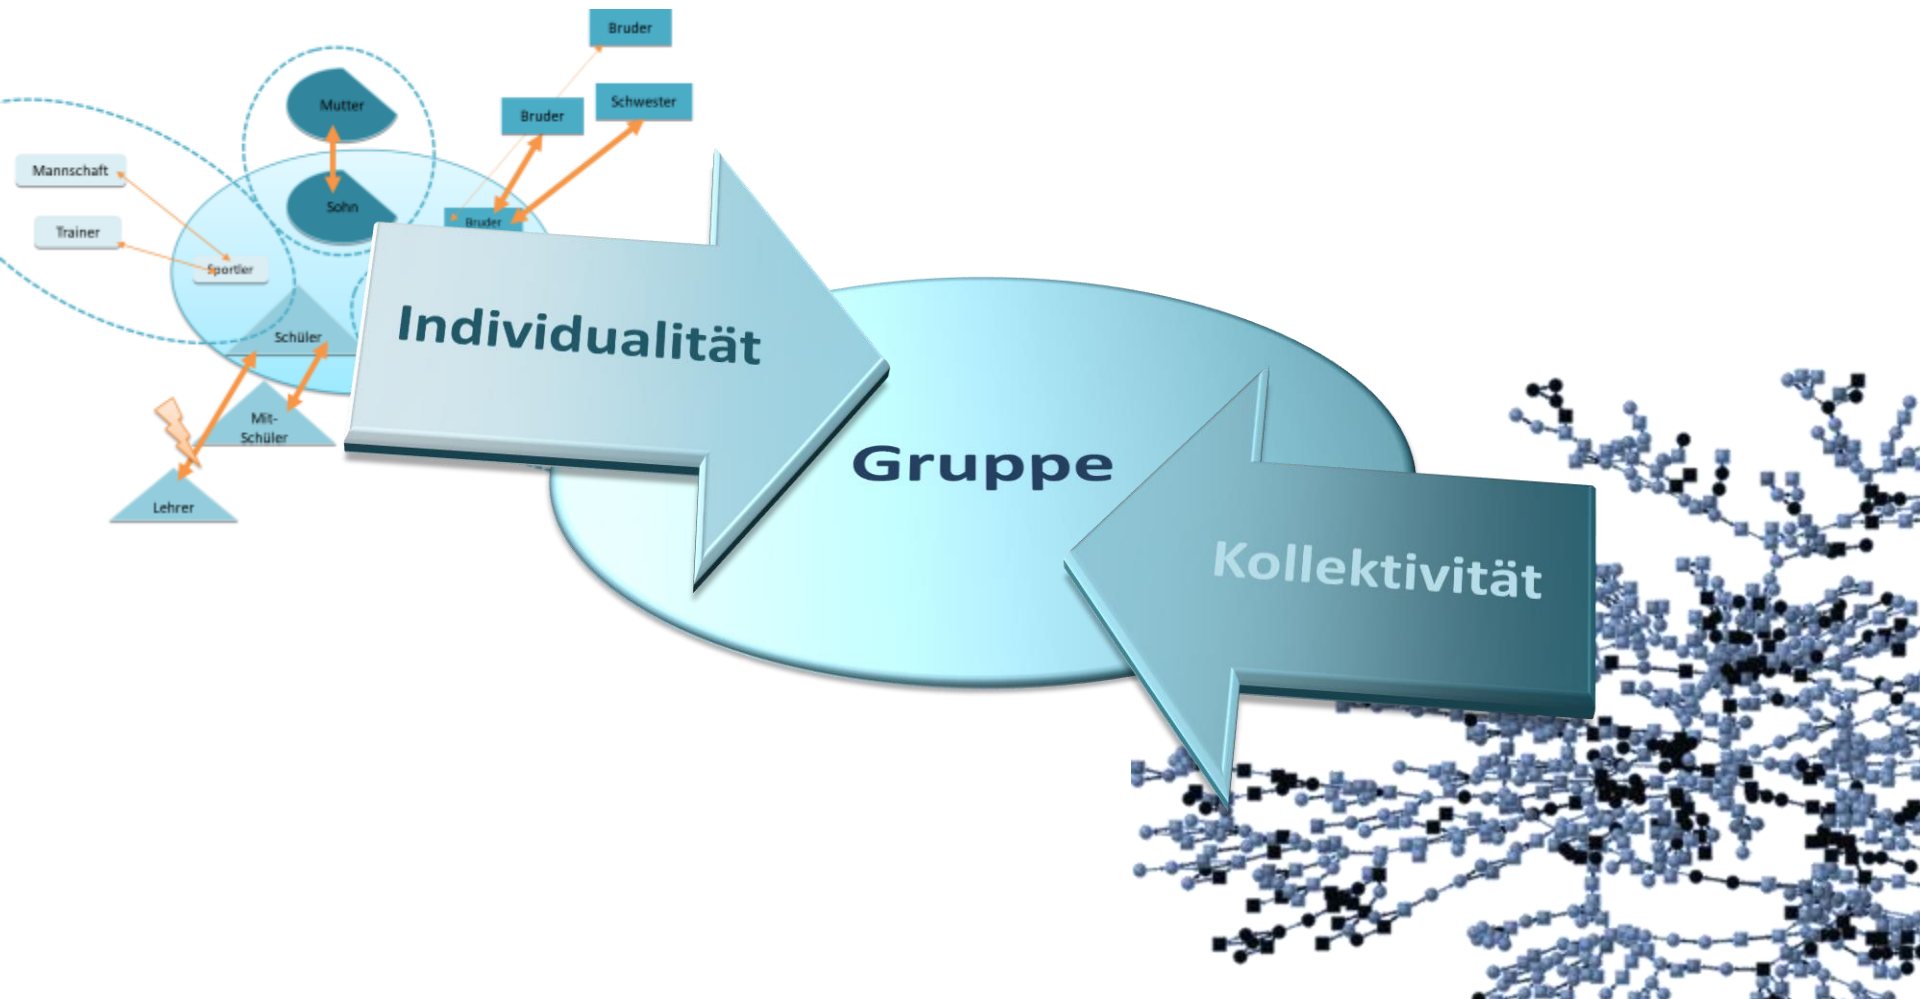 Bruder
Mutter
Bruder
Schwester
Mannschaft
Sohn
Bruder
Trainer
Sportler
Schüler
Mit-
Schüler
Lehrer
Individualität
Gruppe
Kollektivität